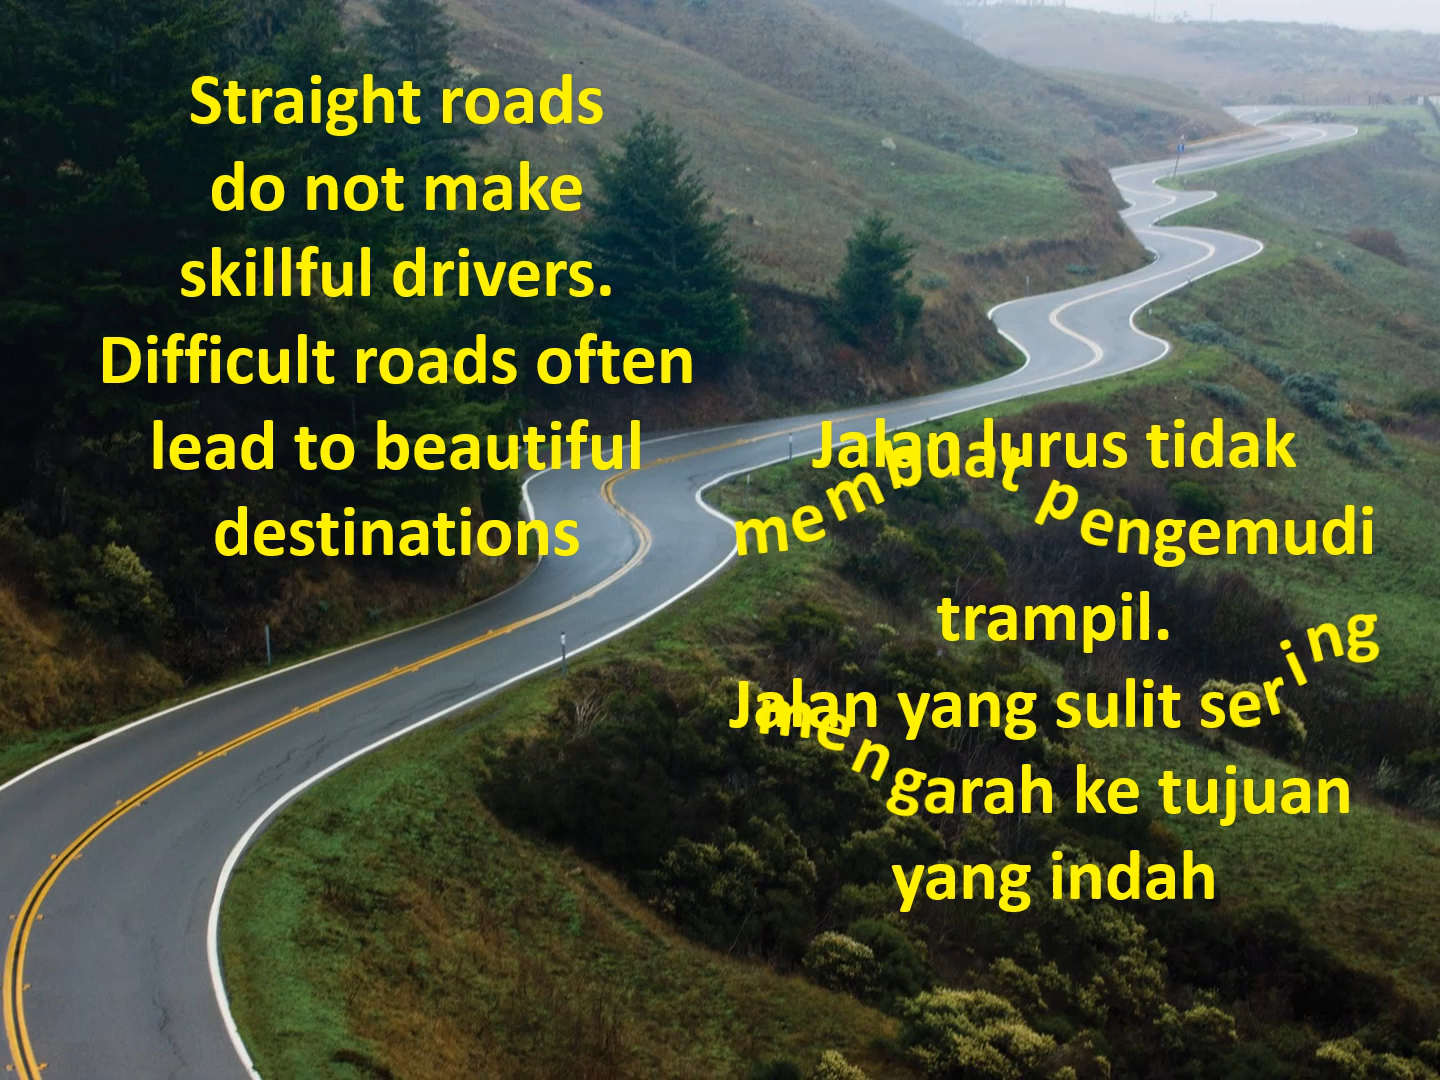 Straight roads
do not make
skillful drivers.
Difficult roads often
lead to beautiful
destinations
Jalan lurus tidak
membuat pengemudi
trampil.
Jalan yang sulit sering
mengarah ke tujuan
yang indah